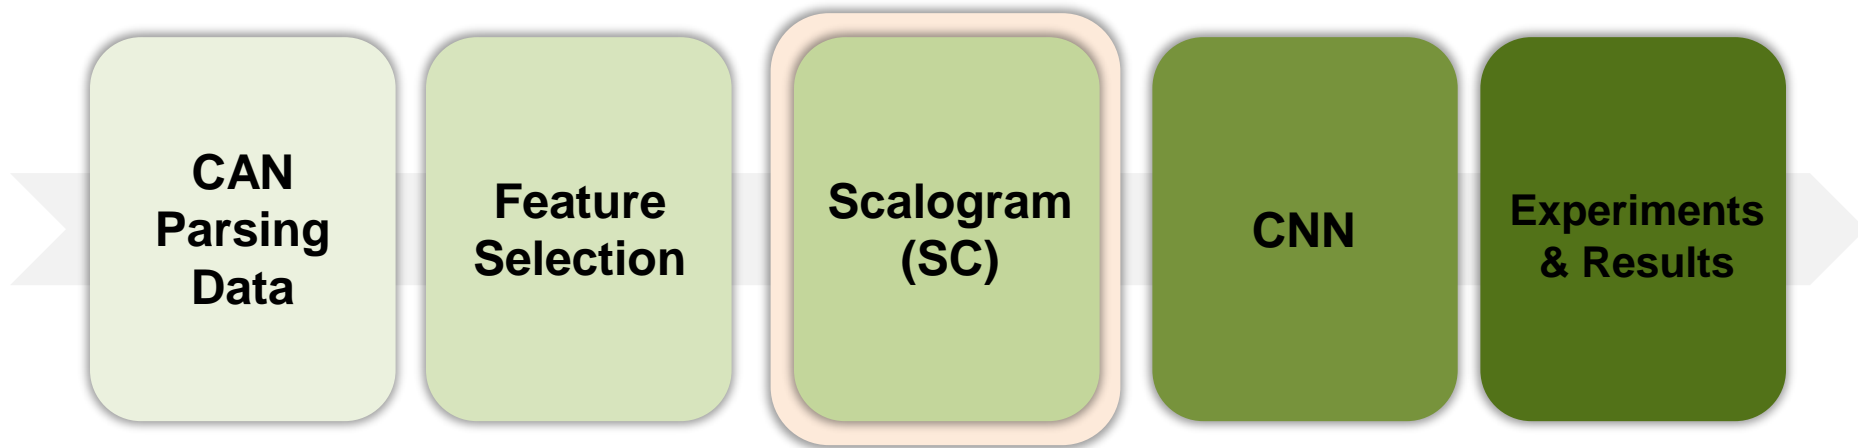 CAN
Parsing
Data
Feature
Selection
Scalogram
(SC)
CNN
Experiments
& Results